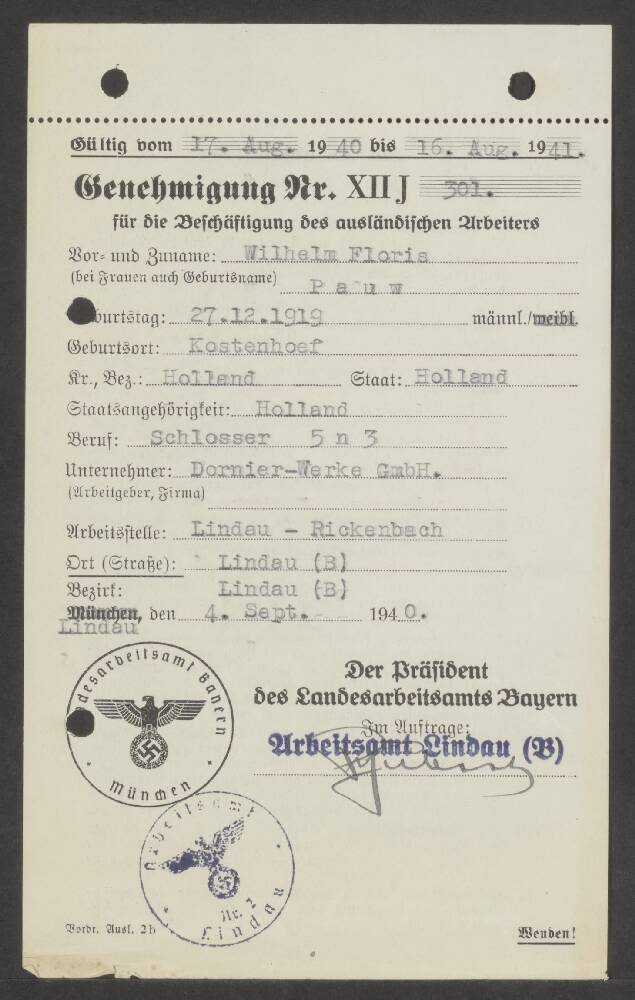 Gültig vom 17. Aug. 1940 bis 16. Aug. 1941.
Genehmigung Nr. XII J 301.
für die Beschäftigung des ausländischen Arbeiters
Vor- und Zuname: Wilhelm Floris
(bei Frauen auch Geburtsname) Pauw
burtstag: 27.12.1919 männl./weibl.
Geburtsort: Kostenhoef
Kr., Bez.: Holland Staat: Holland
Staatsangehörigkeit: Holland
Beruf: Schlosser 5 n 3
Unternehmer: Dornier-Werke GmbH.
(Arbeitgeber, Firma)
Arbeitsstelle: Lindau - Rickenbach
Ort (Straße): Lindau (B)
Bezirk: Lindau (B)
München, den 4. Sept. 1940.
Lindau
Der Präsident
des Landesarbeitsamts Bayern
Im Auftrage:
Arbeitsamt Lindau (B)
desarbeitsamt Bayern
München
Arbeitsamt
Nr. 2
Lindau
Vordr. Ausl. 2b
Wenden!